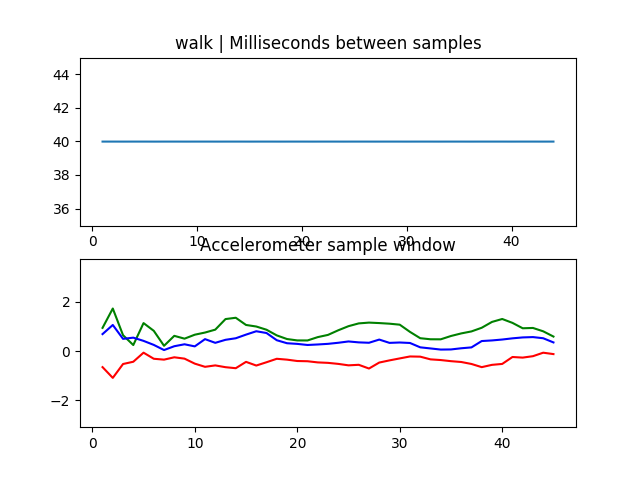 walk | Milliseconds between samples
44
42
40
38
36
0 10 20 30 40
Accelerometer sample window
2
0
−2
0 10 20 30 40